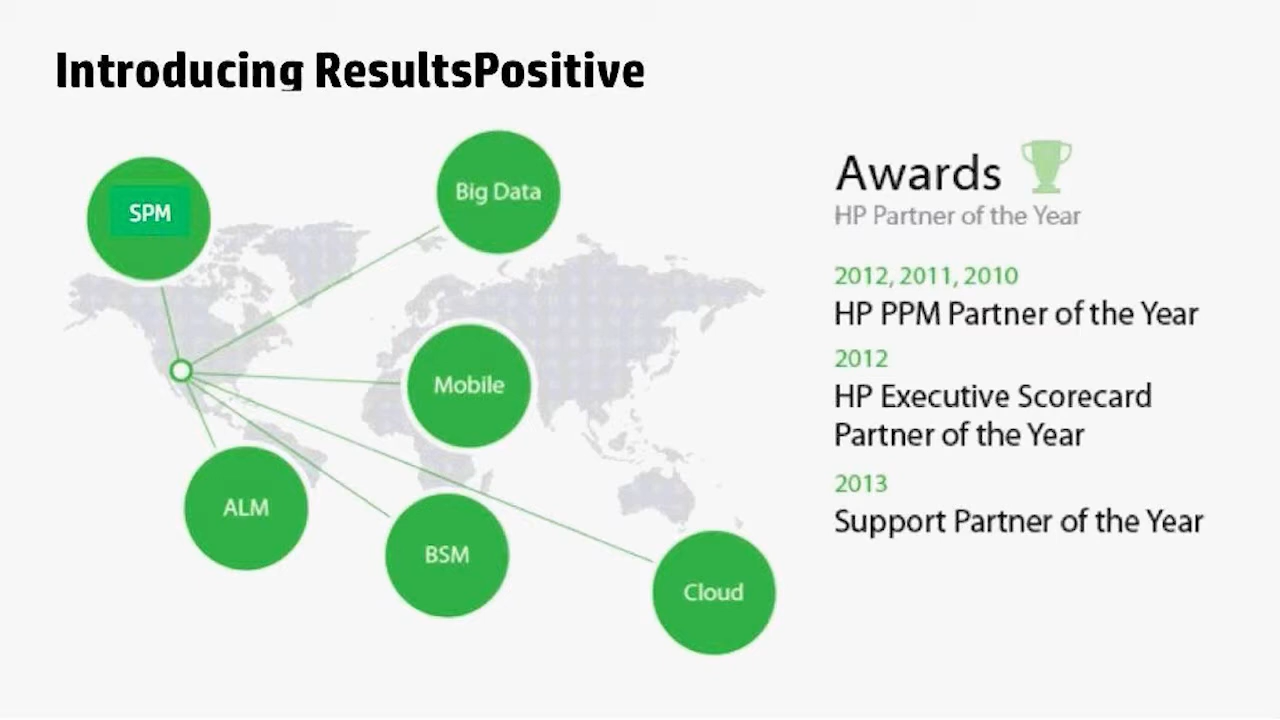 Introducing ResultsPositive
SPM
Big Data
Mobile
ALM
BSM
Cloud
Awards
HP Partner of the Year
2012, 2011, 2010
HP PPM Partner of the Year
2012
HP Executive Scorecard
Partner of the Year
2013
Support Partner of the Year